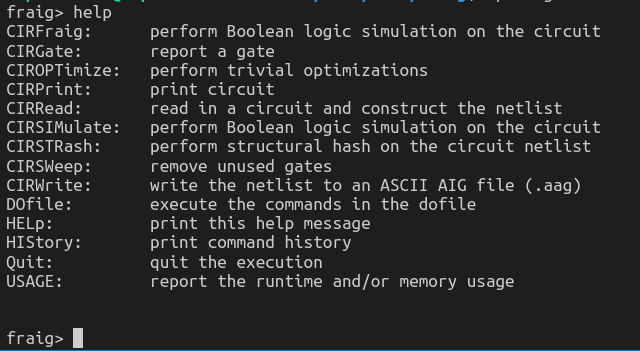 fraig> help
CIRFraig: perform Boolean logic simulation on the circuit
CIRGate: report a gate
CIROPTimize: perform trivial optimizations
CIRPrint: print circuit
CIRRead: read in a circuit and construct the netlist
CIRSIMulate: perform Boolean logic simulation on the circuit
CIRSTRash: perform structural hash on the circuit netlist
CIRSWeep: remove unused gates
CIRWrite: write the netlist to an ASCII AIG file (.aag)
DOfile: execute the commands in the dofile
HELp: print this help message
HIStory: print command history
Quit: quit the execution
USAGE: report the runtime and/or memory usage
fraig>